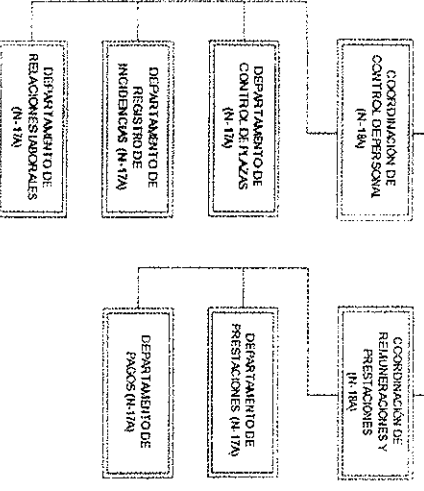 COORDINACIÓN DE
CONTROL DE PERSONAL
(N-18A)
DEPARTAMENTO DE
CONTROL DE PLAZAS
(N-17A)
DEPARTAMENTO DE
REGISTRO DE
INCIDENCIAS (N-17A)
DEPARTAMENTO DE
RELACIONES LABORALES
(N-17A)
COORDINACIÓN DE
REMUNERACIONES Y
PRESTACIONES
(N-18A)
DEPARTAMENTO DE
PRESTACIONES (N-17A)
DEPARTAMENTO DE
PAGOS (N-17A)